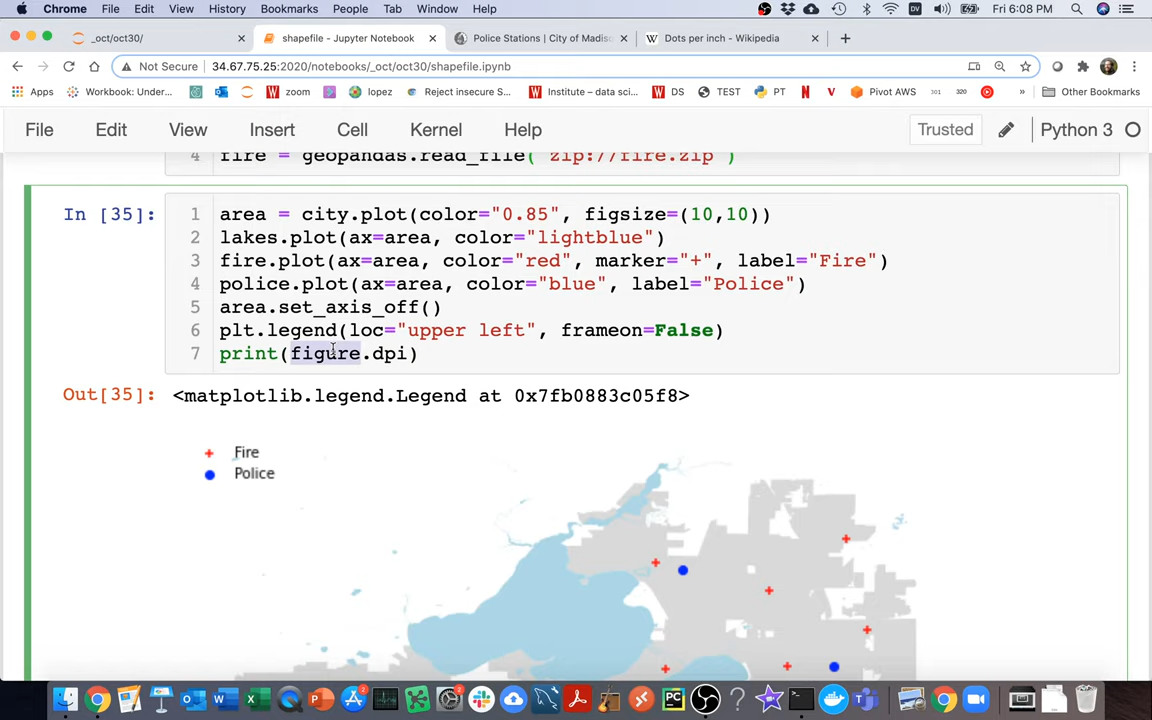 Chrome File Edit View History Bookmarks People Tab Window Help Fri 6:08 PM
_oct/oct30/ shapefile - Jupyter Notebook Police Stations | City of Madiso Dots per inch - Wikipedia
Not Secure 34.67.75.25:2020/notebooks/_oct/oct30/shapefile.ipynb
Apps Workbook: Under... lopez Reject insecure S... zoom Institute – data sci... DS TEST PT Pivot AWS Other Bookmarks
File Edit View Insert Cell Kernel Help Trusted Python 3
4 fire = geopandas.read_file("zip://fire.zip")
In [35]:
1 area = city.plot(color="0.85", figsize=(10,10))
2 lakes.plot(ax=area, color="lightblue")
3 fire.plot(ax=area, color="red", marker="+", label="Fire")
4 police.plot(ax=area, color="blue", label="Police")
5 area.set_axis_off()
6 plt.legend(loc="upper left", frameon=False)
7 print(figure.dpi)
Out[35]: <matplotlib.legend.Legend at 0x7fb0883c05f8>
Fire
Police